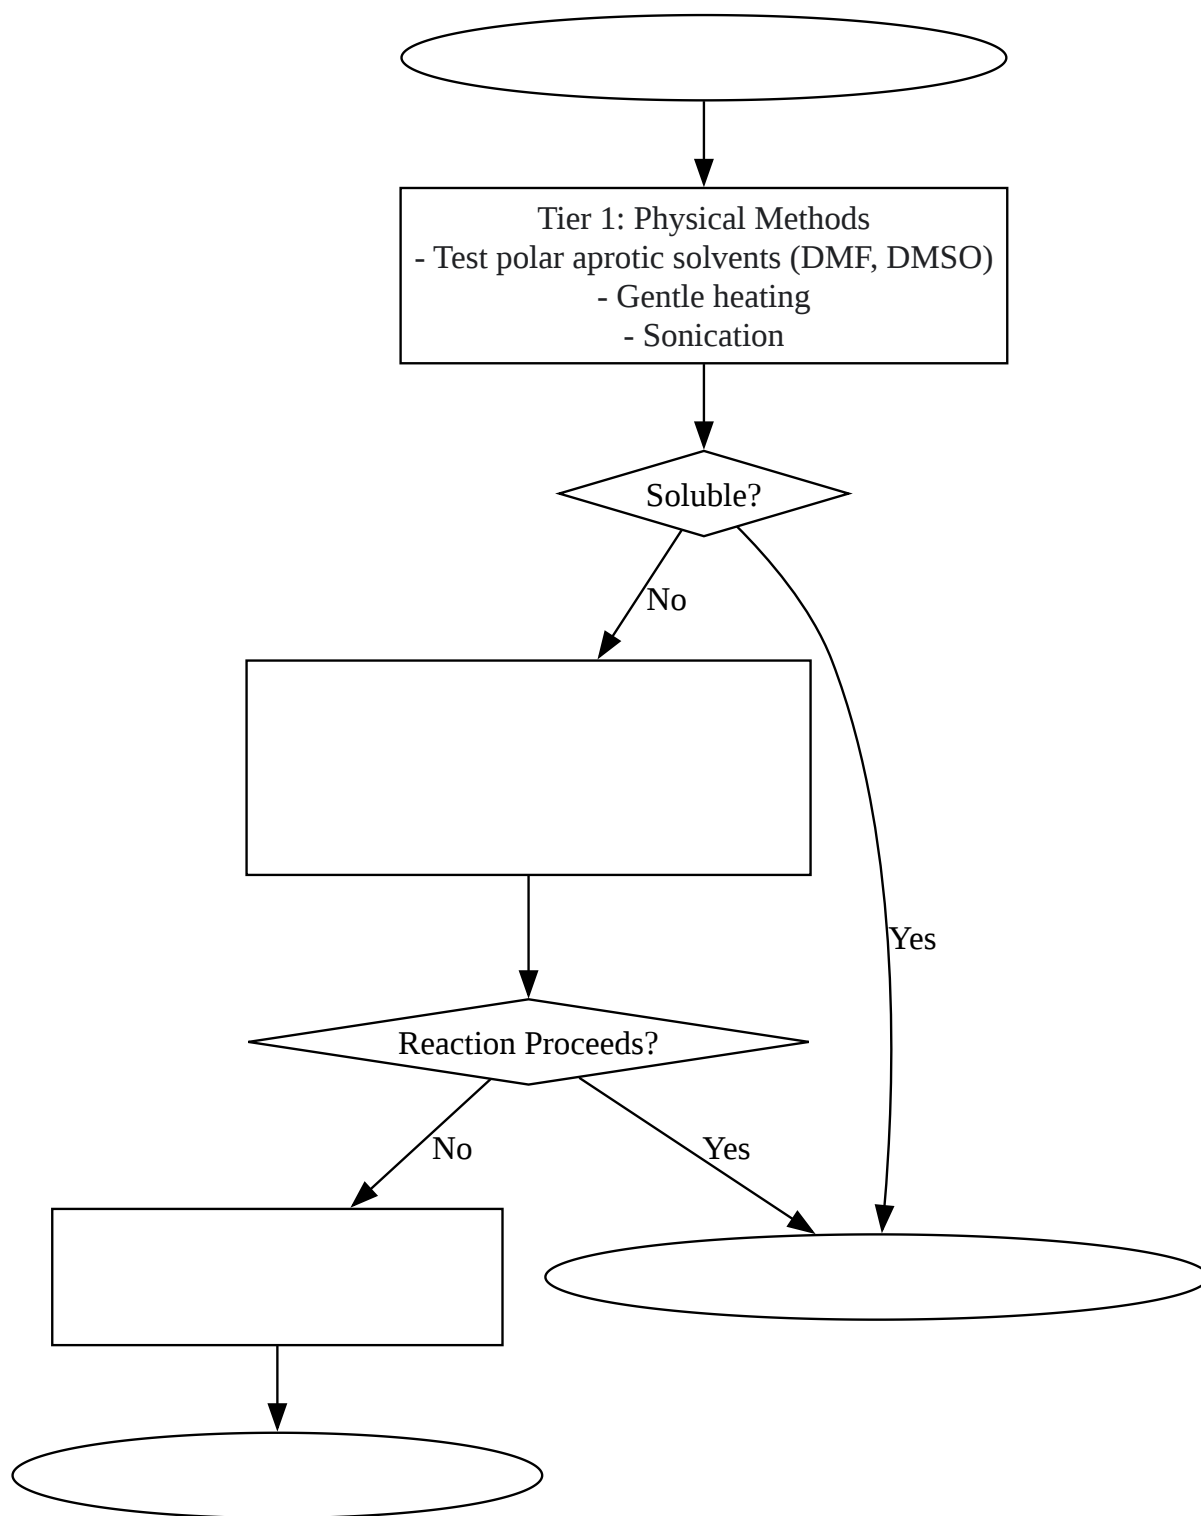 Tier 1: Physical Methods
- Test polar aprotic solvents (DMF, DMSO)
- Gentle heating
- Sonication
Soluble?
No
Yes
Reaction Proceeds?
No
Yes